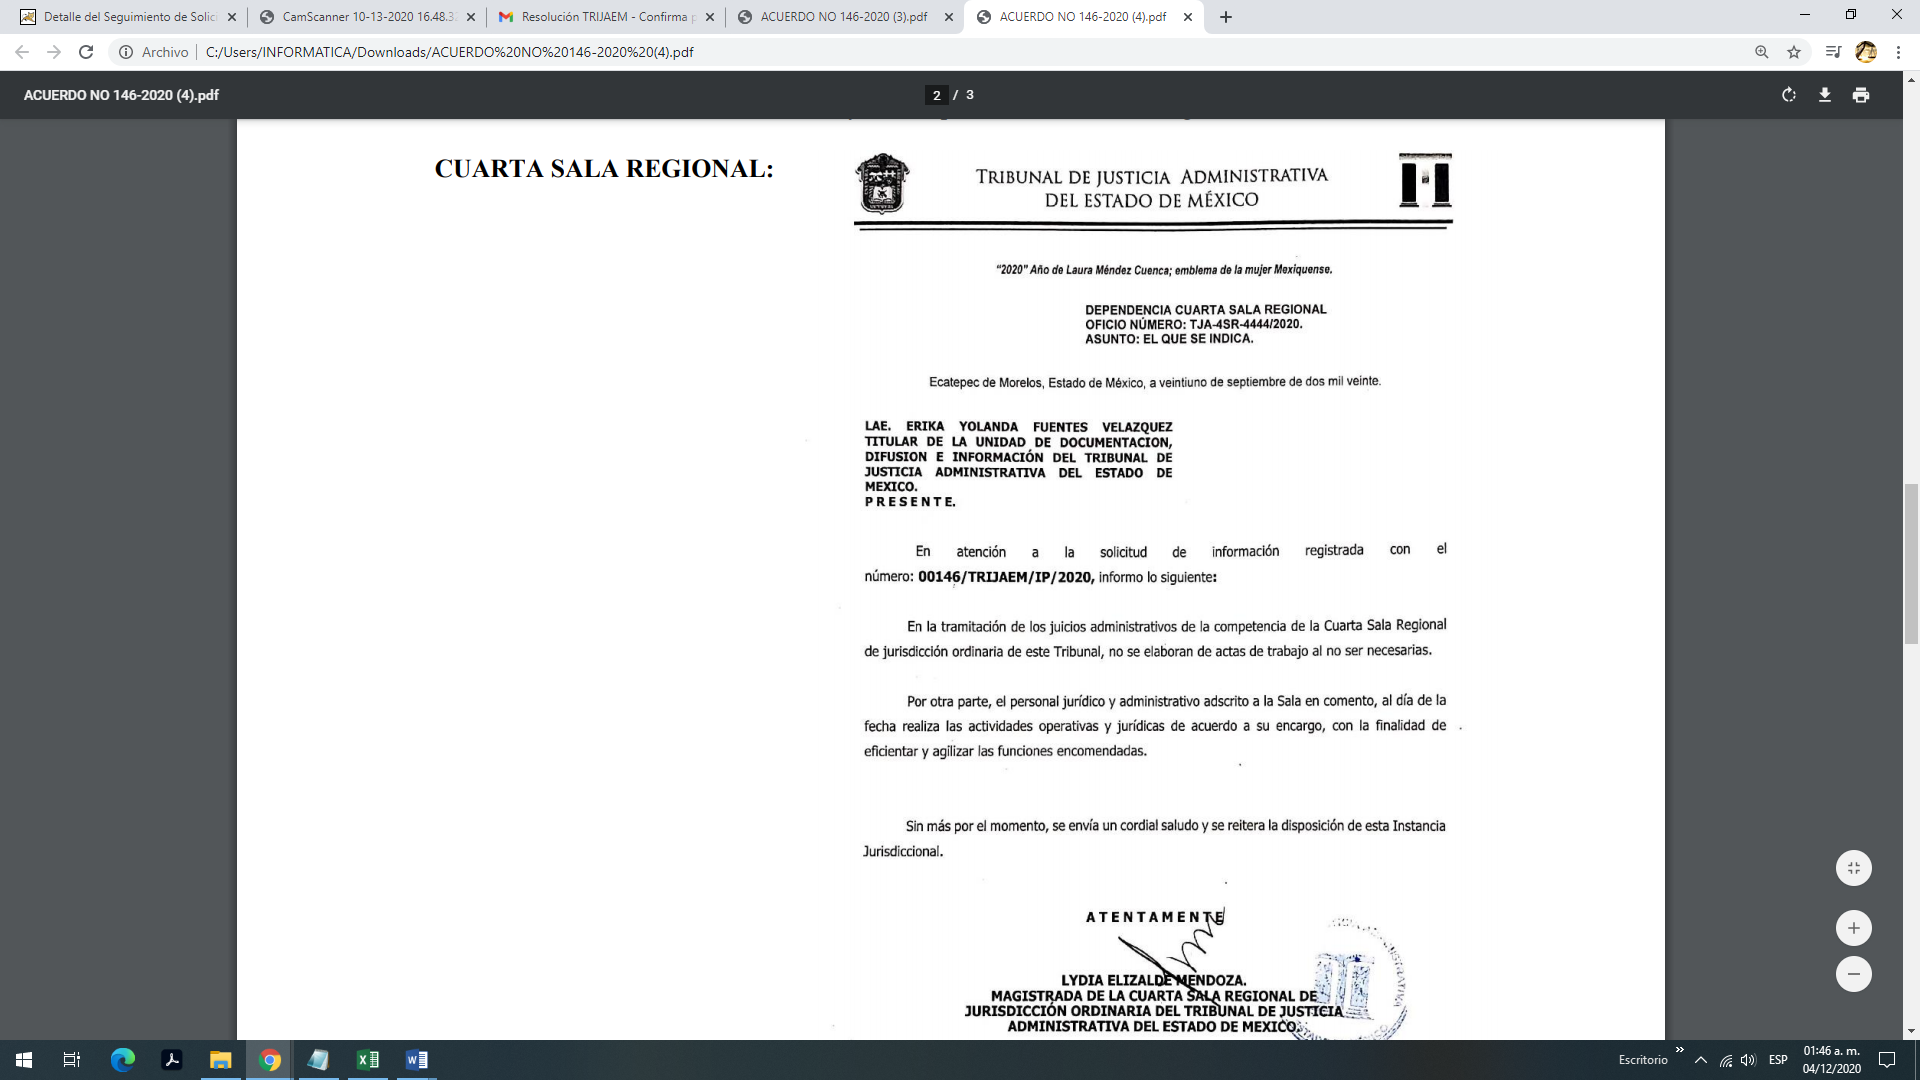 Detalle del Seguimiento de Solici
CamScanner 10-13-2020 16.48.3
Resolución TRIJAEM - Confirma p
ACUERDO NO 146-2020 (3).pdf
ACUERDO NO 146-2020 (4).pdf
Archivo
C:/Users/INFORMATICA/Downloads/ACUERDO%20NO%20146-2020%20(4).pdf
ACUERDO NO 146-2020 (4).pdf
2 / 3
CUARTA SALA REGIONAL:
TRIBUNAL DE JUSTICIA ADMINISTRATIVA
DEL ESTADO DE MÉXICO
"2020" Año de Laura Méndez Cuenca; emblema de la mujer Mexiquense.
DEPENDENCIA CUARTA SALA REGIONAL
OFICIO NÚMERO: TJA-4SR-4444/2020.
ASUNTO: EL QUE SE INDICA.
Ecatepec de Morelos, Estado de México, a veintiuno de septiembre de dos mil veinte.
LAE. ERIKA YOLANDA FUENTES VELAZQUEZ
TITULAR DE LA UNIDAD DE DOCUMENTACION,
DIFUSION E INFORMACIÓN DEL TRIBUNAL DE
JUSTICIA ADMINISTRATIVA DEL ESTADO DE
MEXICO.
P R E S E N T E.
En atención a la solicitud de información registrada con el
número: 00146/TRIJAEM/IP/2020, informo lo siguiente:
En la tramitación de los juicios administrativos de la competencia de la Cuarta Sala Regional
de jurisdicción ordinaria de este Tribunal, no se elaboran de actas de trabajo al no ser necesarias.
Por otra parte, el personal jurídico y administrativo adscrito a la Sala en comento, al día de la
fecha realiza las actividades operativas y jurídicas de acuerdo a su encargo, con la finalidad de
eficientar y agilizar las funciones encomendadas.
Sin más por el momento, se envía un cordial saludo y se reitera la disposición de esta Instancia
Jurisdiccional.
A T E N T A M E N T E
LYDIA ELIZALDE MENDOZA.
MAGISTRADA DE LA CUARTA SALA REGIONAL DE
JURISDICCIÓN ORDINARIA DEL TRIBUNAL DE JUSTICIA
ADMINISTRATIVA DEL ESTADO DE MEXICO.
Escritorio
ESP
01:46 a. m.
04/12/2020